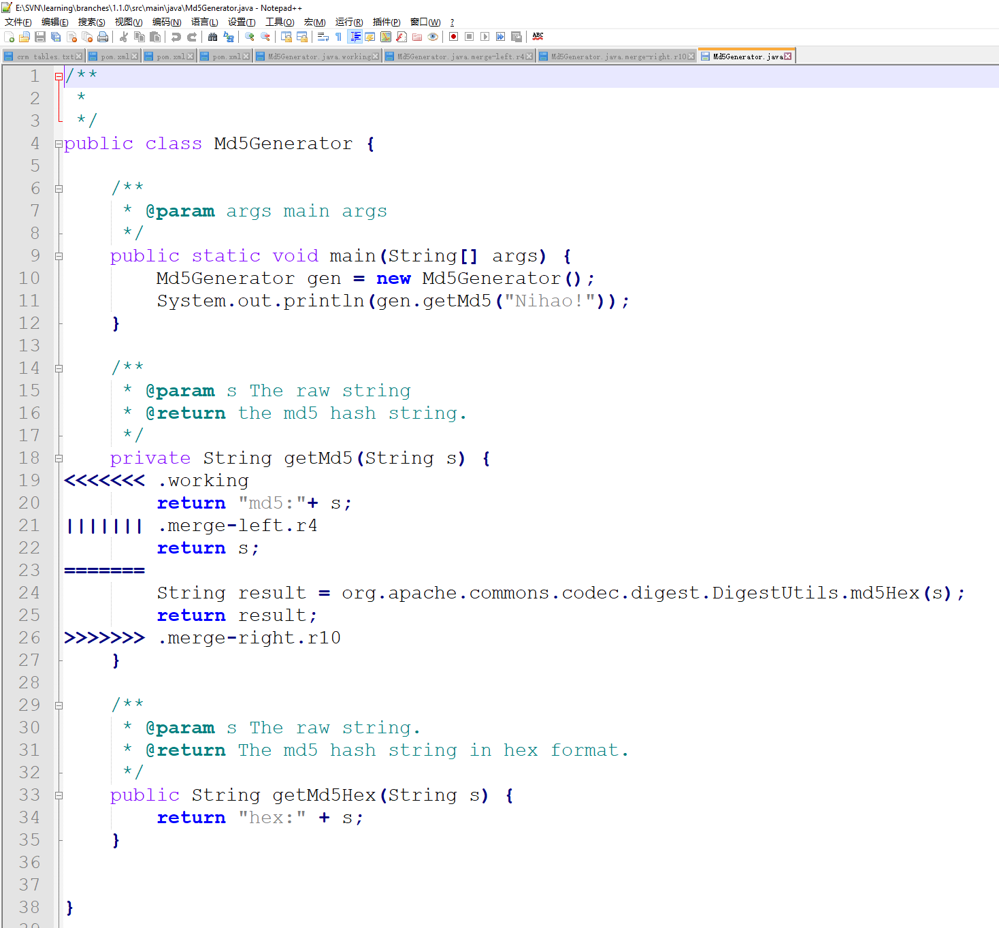 E:\SVN\learning\branches\1.1.0\src\main\java\Md5Generator.java - Notepad++
文件(F) 编辑(E) 搜索(S) 视图(V) 编码(N) 语言(L) 设置(T) 工具(O) 宏(M) 运行(R) 插件(P) 窗口(W) ?
ABC
crm tables.txt pom.xml pom.xml pom.xml Md5Generator.java.working Md5Generator.java.merge-left.r4 Md5Generator.java.merge-right.r10 Md5Generator.java
1 /**
2 *
3 */
4 public class Md5Generator {
5
6 /**
7 * @param args main args
8 */
9 public static void main(String[] args) {
10 Md5Generator gen = new Md5Generator();
11 System.out.println(gen.getMd5("Nihao!"));
12 }
13
14 /**
15 * @param s The raw string
16 * @return the md5 hash string.
17 */
18 private String getMd5(String s) {
19 <<<<<<< .working
20 return "md5:"+ s;
21 ||||||| .merge-left.r4
22 return s;
23 =======
24 String result = org.apache.commons.codec.digest.DigestUtils.md5Hex(s);
25 return result;
26 >>>>>>> .merge-right.r10
27 }
28
29 /**
30 * @param s The raw string.
31 * @return The md5 hash string in hex format.
32 */
33 public String getMd5Hex(String s) {
34 return "hex:" + s;
35 }
36
37
38 }
39